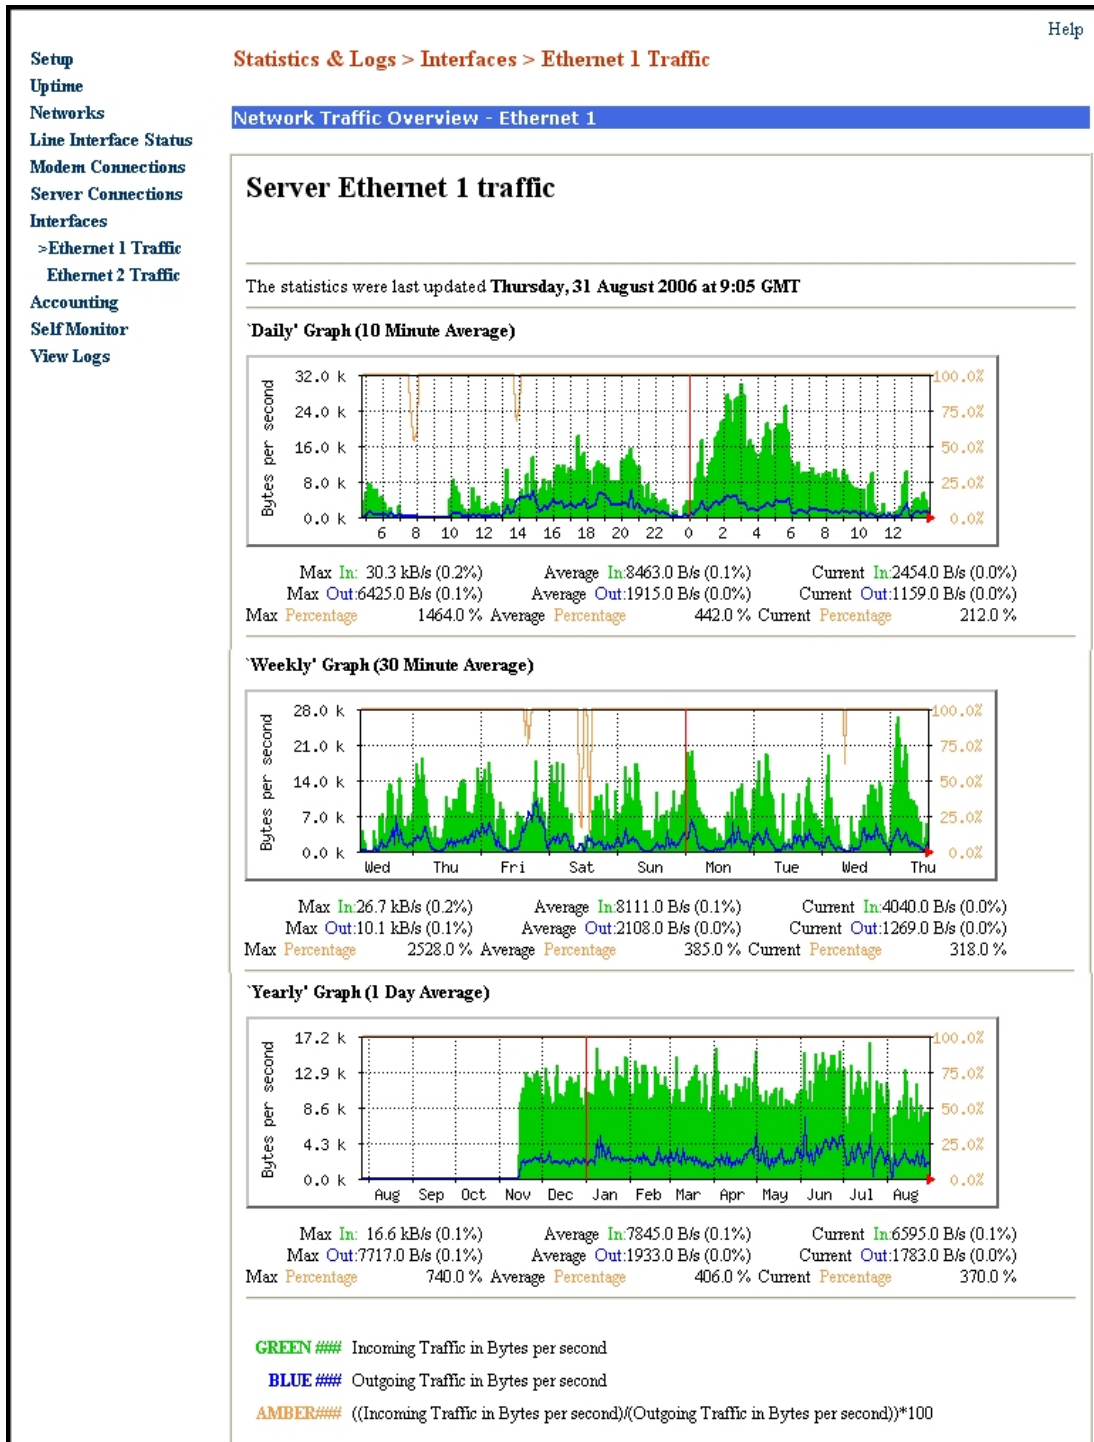 Help
Setup
Uptime
Networks
Line Interface Status
Modem Connections
Server Connections
Interfaces
>Ethernet 1 Traffic
Ethernet 2 Traffic
Accounting
Self Monitor
View Logs
Statistics & Logs > Interfaces > Ethernet 1 Traffic
Network Traffic Overview - Ethernet 1
Server Ethernet 1 traffic
The statistics were last updated Thursday, 31 August 2006 at 9:05 GMT
`Daily' Graph (10 Minute Average)
Bytes per second
32.0 k 100.0%
24.0 k 75.0%
16.0 k 50.0%
8.0 k 25.0%
0.0 k 0.0%
6 8 10 12 14 16 18 20 22 0 2 4 6 8 10 12
Max In: 30.3 kB/s (0.2%) Average In:8463.0 B/s (0.1%) Current In:2454.0 B/s (0.0%)
Max Out:6425.0 B/s (0.1%) Average Out:1915.0 B/s (0.0%) Current Out:1159.0 B/s (0.0%)
Max Percentage 1464.0 % Average Percentage 442.0 % Current Percentage 212.0 %
`Weekly' Graph (30 Minute Average)
Bytes per second
28.0 k 100.0%
21.0 k 75.0%
14.0 k 50.0%
7.0 k 25.0%
0.0 k 0.0%
Wed Thu Fri Sat Sun Mon Tue Wed Thu
Max In:26.7 kB/s (0.2%) Average In:8111.0 B/s (0.1%) Current In:4040.0 B/s (0.0%)
Max Out:10.1 kB/s (0.1%) Average Out:2108.0 B/s (0.0%) Current Out:1269.0 B/s (0.0%)
Max Percentage 2528.0 % Average Percentage 385.0 % Current Percentage 318.0 %
`Yearly' Graph (1 Day Average)
Bytes per second
17.2 k 100.0%
12.9 k 75.0%
8.6 k 50.0%
4.3 k 25.0%
0.0 k 0.0%
Aug Sep Oct Nov Dec Jan Feb Mar Apr May Jun Jul Aug
Max In: 16.6 kB/s (0.1%) Average In:7845.0 B/s (0.1%) Current In:6595.0 B/s (0.1%)
Max Out:7717.0 B/s (0.1%) Average Out:1933.0 B/s (0.0%) Current Out:1783.0 B/s (0.0%)
Max Percentage 740.0 % Average Percentage 406.0 % Current Percentage 370.0 %
GREEN ### Incoming Traffic in Bytes per second
BLUE ### Outgoing Traffic in Bytes per second
AMBER### ((Incoming Traffic in Bytes per second)/(Outgoing Traffic in Bytes per second))*100